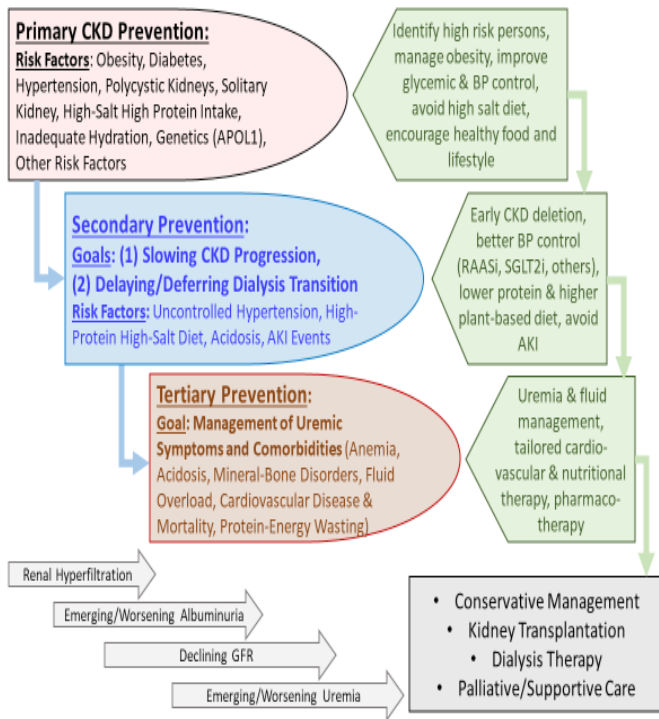 Primary CKD Prevention:
Risk Factors: Obesity, Diabetes,
Hypertension, Polycystic Kidneys, Solitary
Kidney, High-Salt High Protein Intake,
Inadequate Hydration, Genetics (APOL1),
Other Risk Factors
Identify high risk persons,
manage obesity, improve
glycemic & BP control,
avoid high salt diet,
encourage healthy food and
lifestyle
Secondary Prevention:
Goals: (1) Slowing CKD Progression,
(2) Delaying/Deferring Dialysis Transition
Risk Factors: Uncontrolled Hypertension, High-
Protein High-Salt Diet, Acidosis, AKI Events
Early CKD deletion,
better BP control
(RAASi, SGLT2i, others),
lower protein & higher
plant-based diet, avoid
AKI
Tertiary Prevention:
Goal: Management of Uremic
Symptoms and Comorbidities (Anemia,
Acidosis, Mineral-Bone Disorders, Fluid
Overload, Cardiovascular Disease &
Mortality, Protein-Energy Wasting)
Uremia & fluid
management,
tailored cardio-
vascular & nutritional
therapy, pharmaco-
therapy
Renal Hyperfiltration
Emerging/Worsening Albuminuria
Declining GFR
Emerging/Worsening Uremia
• Conservative Management
• Kidney Transplantation
• Dialysis Therapy
• Palliative/Supportive Care